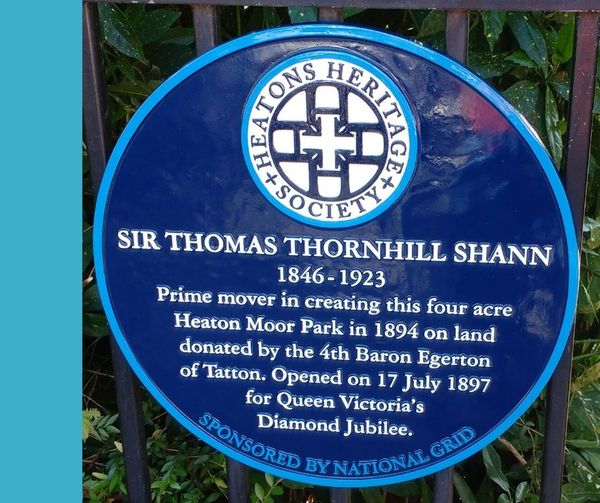 HEATONS HERITAGE
SOCIETY
SIR THOMAS THORNHILL SHANN
1846-1923
Prime mover in creating this four acre
Heaton Moor Park in 1894 on land
donated by the 4th Baron Egerton
of Tatton. Opened on 17 July 1897
for Queen Victoria's
Diamond Jubilee.
SPONSORED BY NATIONAL GRID